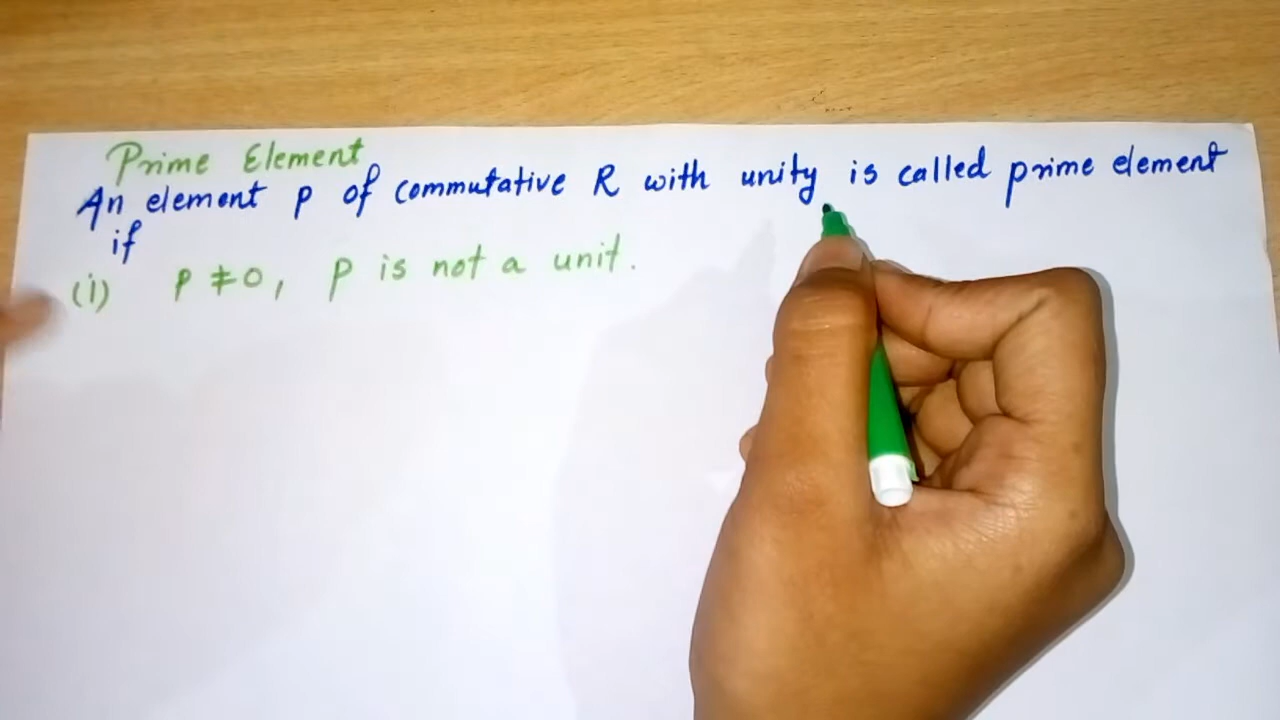 Prime Element
An element p of commutative R with unity is called prime element
if
(i) p ≠ 0, p is not a unit.